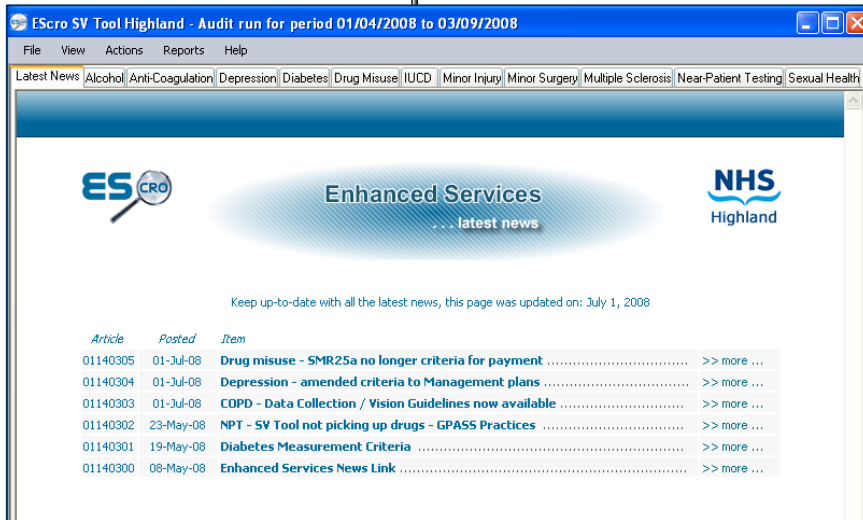 EScro SV Tool Highland - Audit run for period 01/04/2008 to 03/09/2008
File View Actions Reports Help
Latest News Alcohol Anti-Coagulation Depression Diabetes Drug Misuse IUCD Minor Injury Minor Surgery Multiple Sclerosis Near-Patient Testing Sexual Health
ES CRO
Enhanced Services
. . . latest news
NHS
Highland
Keep up-to-date with all the latest news, this page was updated on: July 1, 2008
Article Posted Item
01140305 01-Jul-08 Drug misuse - SMR25a no longer criteria for payment ................................ >> more ...
01140304 01-Jul-08 Depression - amended criteria to Management plans ................................. >> more ...
01140303 01-Jul-08 COPD - Data Collection / Vision Guidelines now available ............................. >> more ...
01140302 23-May-08 NPT - SV Tool not picking up drugs - GPASS Practices ................................. >> more ...
01140301 19-May-08 Diabetes Measurement Criteria ............................................................. >> more ...
01140300 08-May-08 Enhanced Services News Link ................................................................. >> more ...